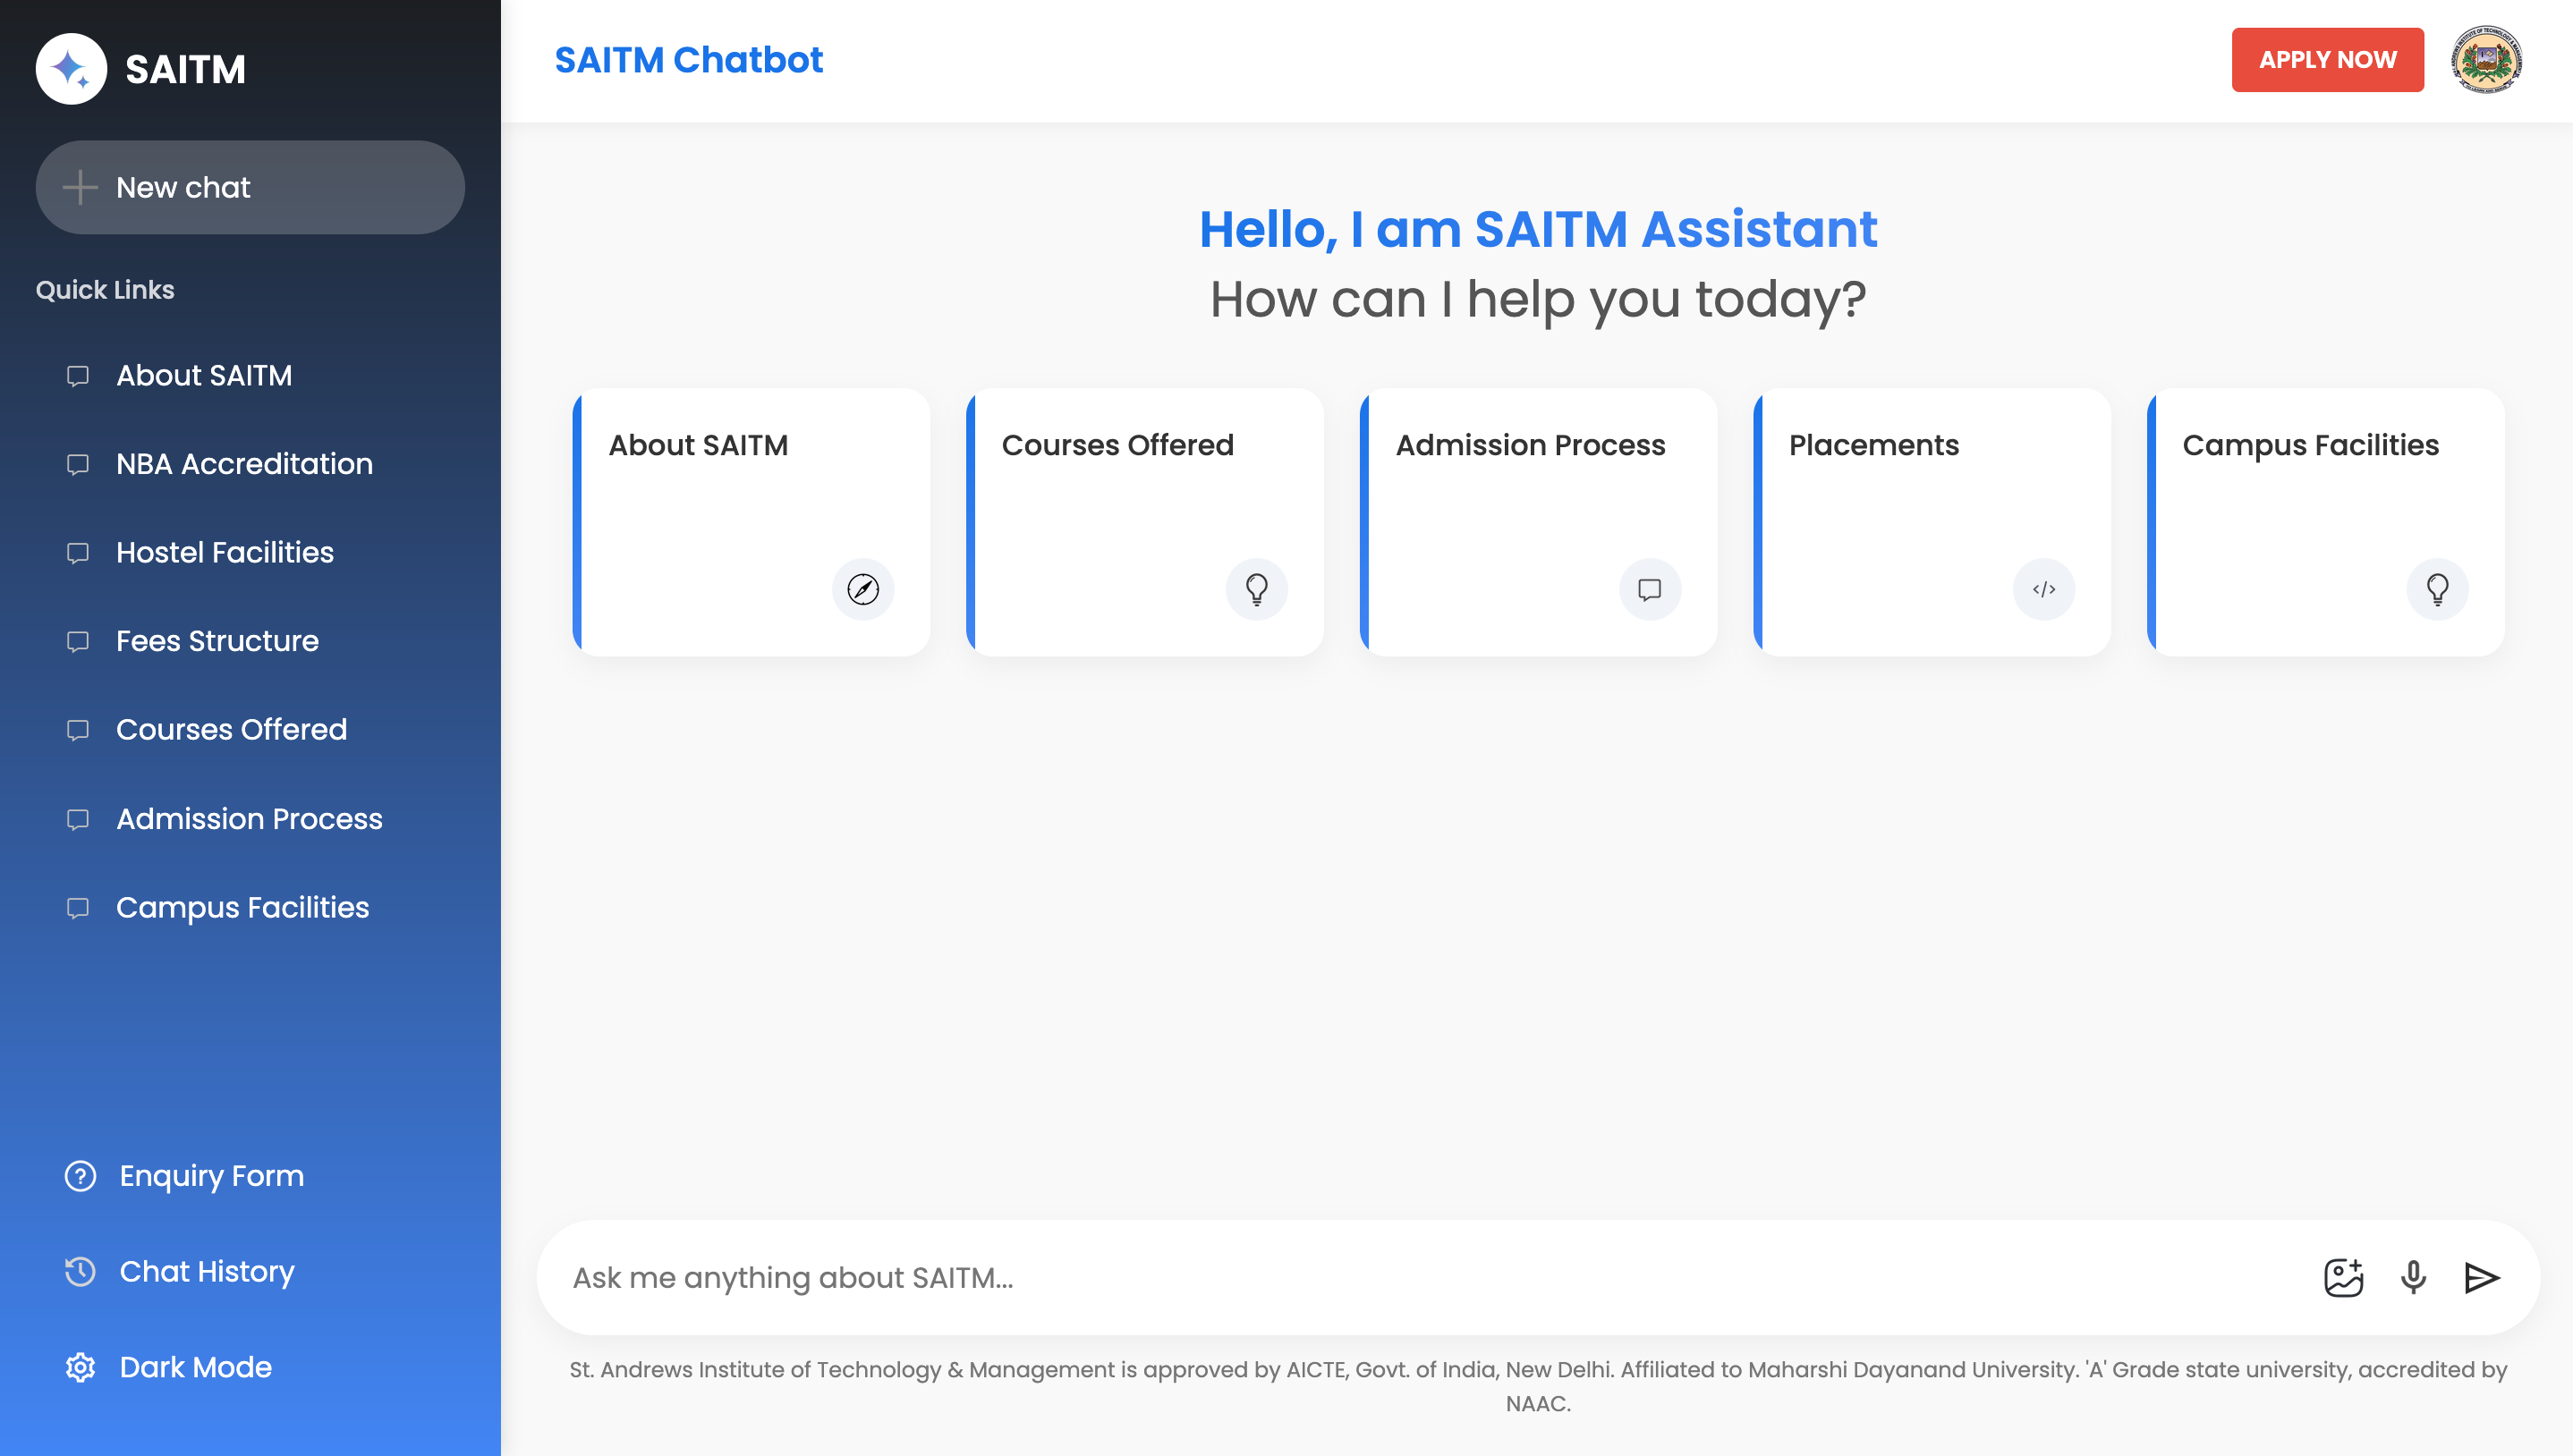 SAITM
New chat
Quick Links
About SAITM
NBA Accreditation
Hostel Facilities
Fees Structure
Courses Offered
Admission Process
Campus Facilities
Enquiry Form
Chat History
Dark Mode
SAITM Chatbot
APPLY NOW
Hello, I am SAITM Assistant
How can I help you today?
About SAITM
Courses Offered
Admission Process
Placements
Campus Facilities
Ask me anything about SAITM...
St. Andrews Institute of Technology & Management is approved by AICTE, Govt. of India, New Delhi. Affiliated to Maharshi Dayanand University. 'A' Grade state university, accredited by
NAAC.